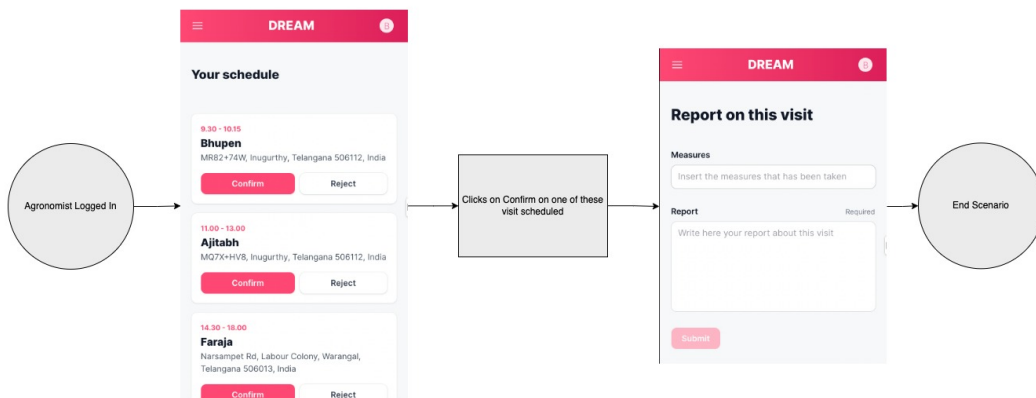 Agronomist Logged In
DREAM
B
Your schedule
9.30 - 10.15
Bhupen
MR82+74W, Inugurthy, Telangana 506112, India
Confirm
Reject
11.00 - 13.00
Ajitabh
MQ7X+HV8, Inugurthy, Telangana 506112, India
Confirm
Reject
14.30 - 18.00
Faraja
Narsampet Rd, Labour Colony, Warangal,
Telangana 506013, India
Confirm
Reject
Clicks on Confirm on one of these
visit scheduled
DREAM
B
Report on this visit
Measures
Insert the measures that has been taken
Report
Required
Write here your report about this visit
Submit
End Scenario